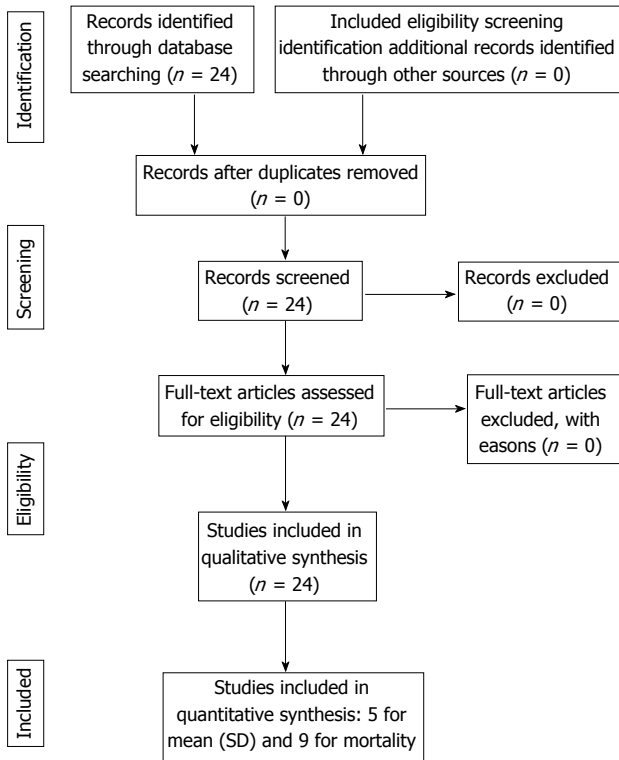 Identification
Records identified
through database
searching (n = 24)
Included eligibility screening
identification additional records identified
through other sources (n = 0)
Records after duplicates removed
(n = 0)
Screening
Records screened
(n = 24)
Records excluded
(n = 0)
Full-text articles assessed
for eligibility (n = 24)
Full-text articles
excluded, with
easons (n = 0)
Eligibility
Studies included in
qualitative synthesis
(n = 24)
Included
Studies included in
quantitative synthesis: 5 for
mean (SD) and 9 for mortality